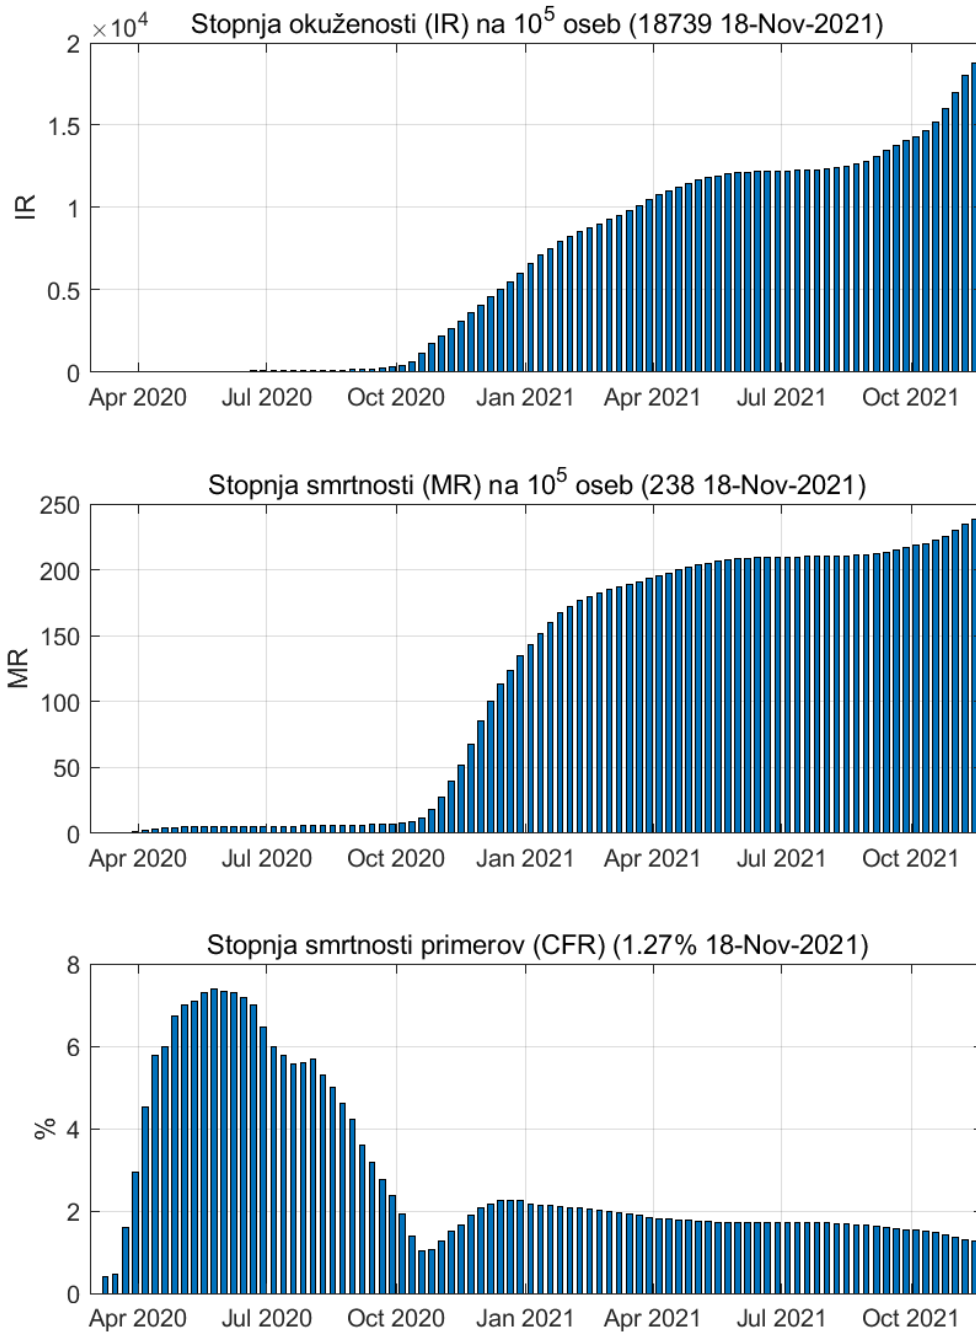 Stopnja okuženosti (IR) na 10⁵ oseb (18739 18-Nov-2021)
×10⁴
2
1.5
1
0.5
0
IR
Apr 2020 Jul 2020 Oct 2020 Jan 2021 Apr 2021 Jul 2021 Oct 2021
Stopnja smrtnosti (MR) na 10⁵ oseb (238 18-Nov-2021)
250
200
150
100
50
0
MR
Apr 2020 Jul 2020 Oct 2020 Jan 2021 Apr 2021 Jul 2021 Oct 2021
Stopnja smrtnosti primerov (CFR) (1.27% 18-Nov-2021)
8
6
4
2
0
%
Apr 2020 Jul 2020 Oct 2020 Jan 2021 Apr 2021 Jul 2021 Oct 2021